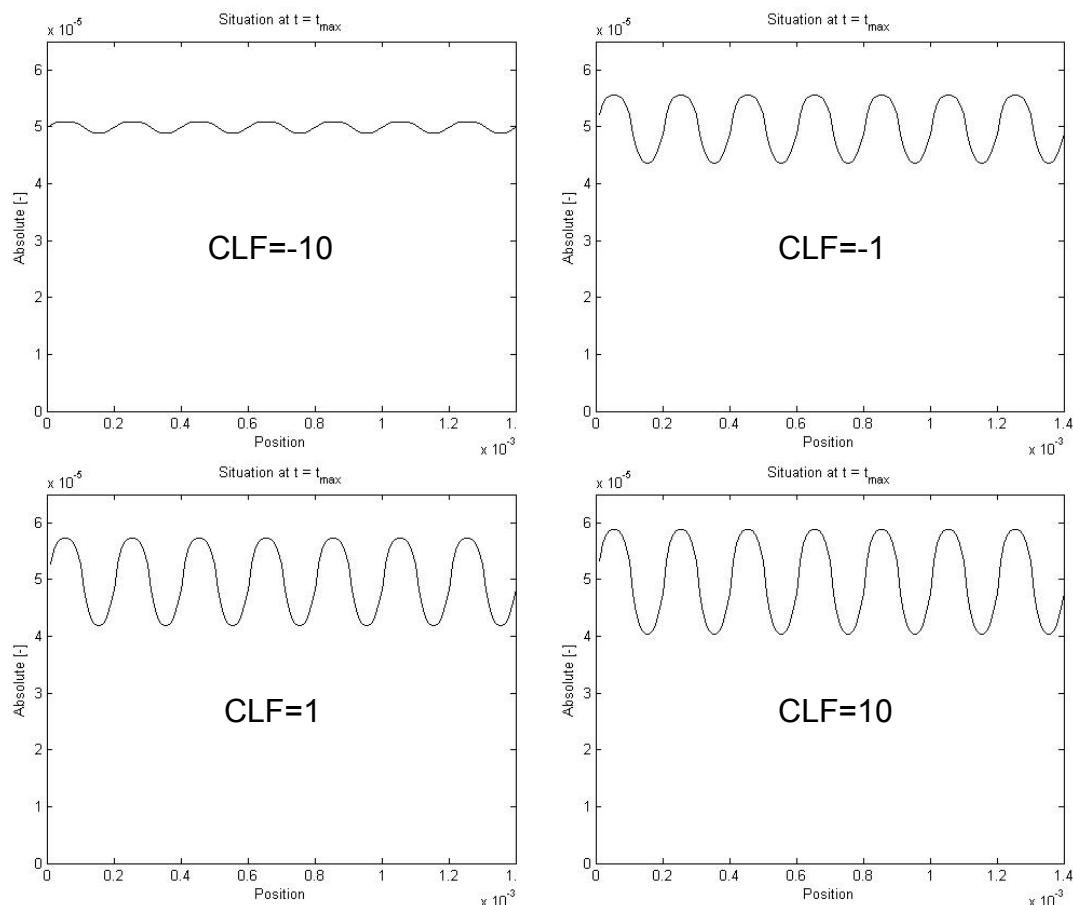 x 10-5
Situation at t = tmax
6
5
4
3
2
1
0
Absolute [-]
CLF=-10
0 0.2 0.4 0.6 0.8 1 1.2 1.
Position
x 10-3
x 10-5
Situation at t = tmax
6
5
4
3
2
1
0
Absolute [-]
CLF=-1
0 0.2 0.4 0.6 0.8 1 1.2 1.4
Position
x 10-3
x 10-5
Situation at t = tmax
6
5
4
3
2
1
0
Absolute [-]
CLF=1
0 0.2 0.4 0.6 0.8 1 1.2 1.
Position
x 10-3
x 10-5
Situation at t = tmax
6
5
4
3
2
1
0
Absolute [-]
CLF=10
0 0.2 0.4 0.6 0.8 1 1.2 1.4
Position
x 10-3